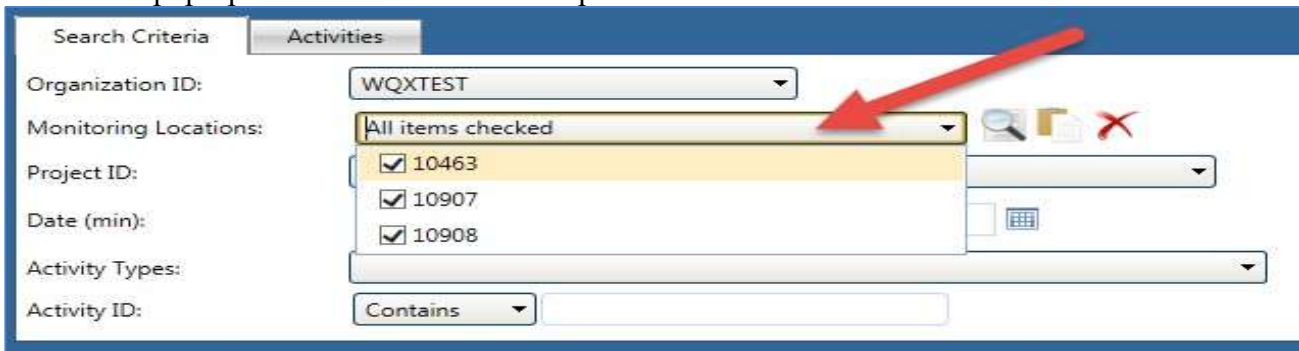 Search Criteria Activities
Organization ID: WQXTEST
Monitoring Locations: All items checked
10463
Project ID:
10907
Date (min):
10908
Activity Types:
Activity ID: Contains